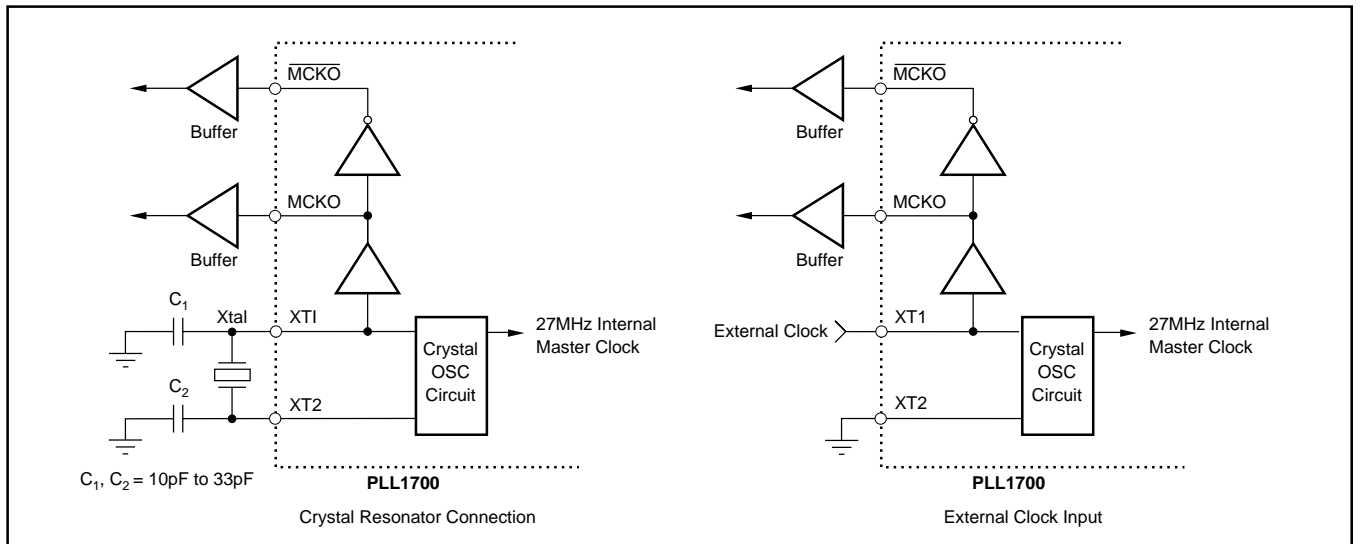 MCKO
Buffer
MCKO
Buffer
C1
Xtal
XTI
27MHz Internal
Master Clock
Crystal
OSC
Circuit
C2
XT2
C1, C2 = 10pF to 33pF
PLL1700
Crystal Resonator Connection
MCKO
Buffer
MCKO
Buffer
External Clock
XT1
27MHz Internal
Master Clock
Crystal
OSC
Circuit
XT2
PLL1700
External Clock Input